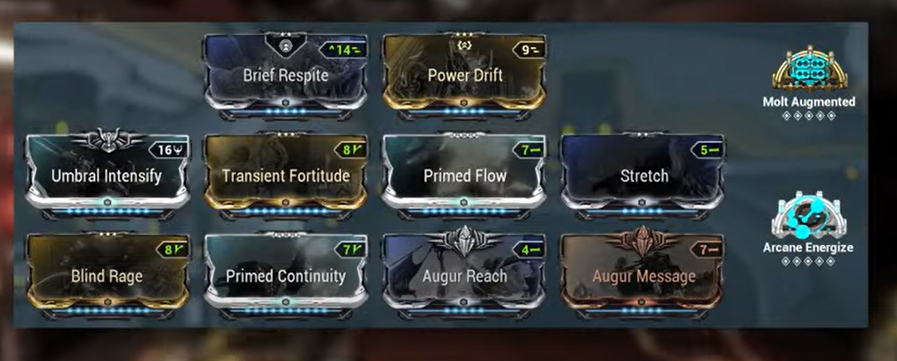 14
Brief Respite
9
Power Drift
Molt Augmented
16
Umbral Intensify
8
Transient Fortitude
7
Primed Flow
5
Stretch
Arcane Energize
8
Blind Rage
7
Primed Continuity
4
Augur Reach
7
Augur Message